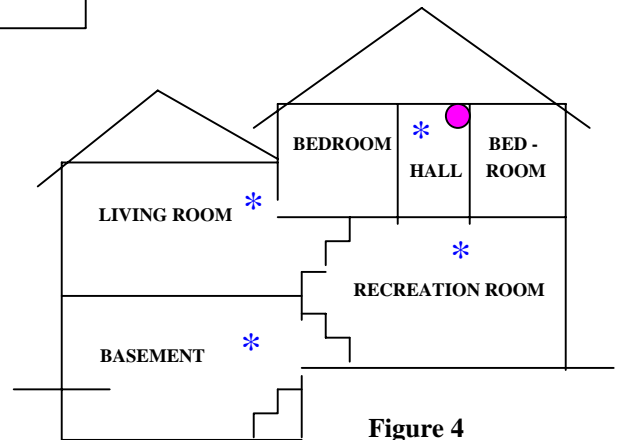 BEDROOM
HALL
BED -
ROOM
LIVING ROOM
RECREATION ROOM
BASEMENT
Figure 4